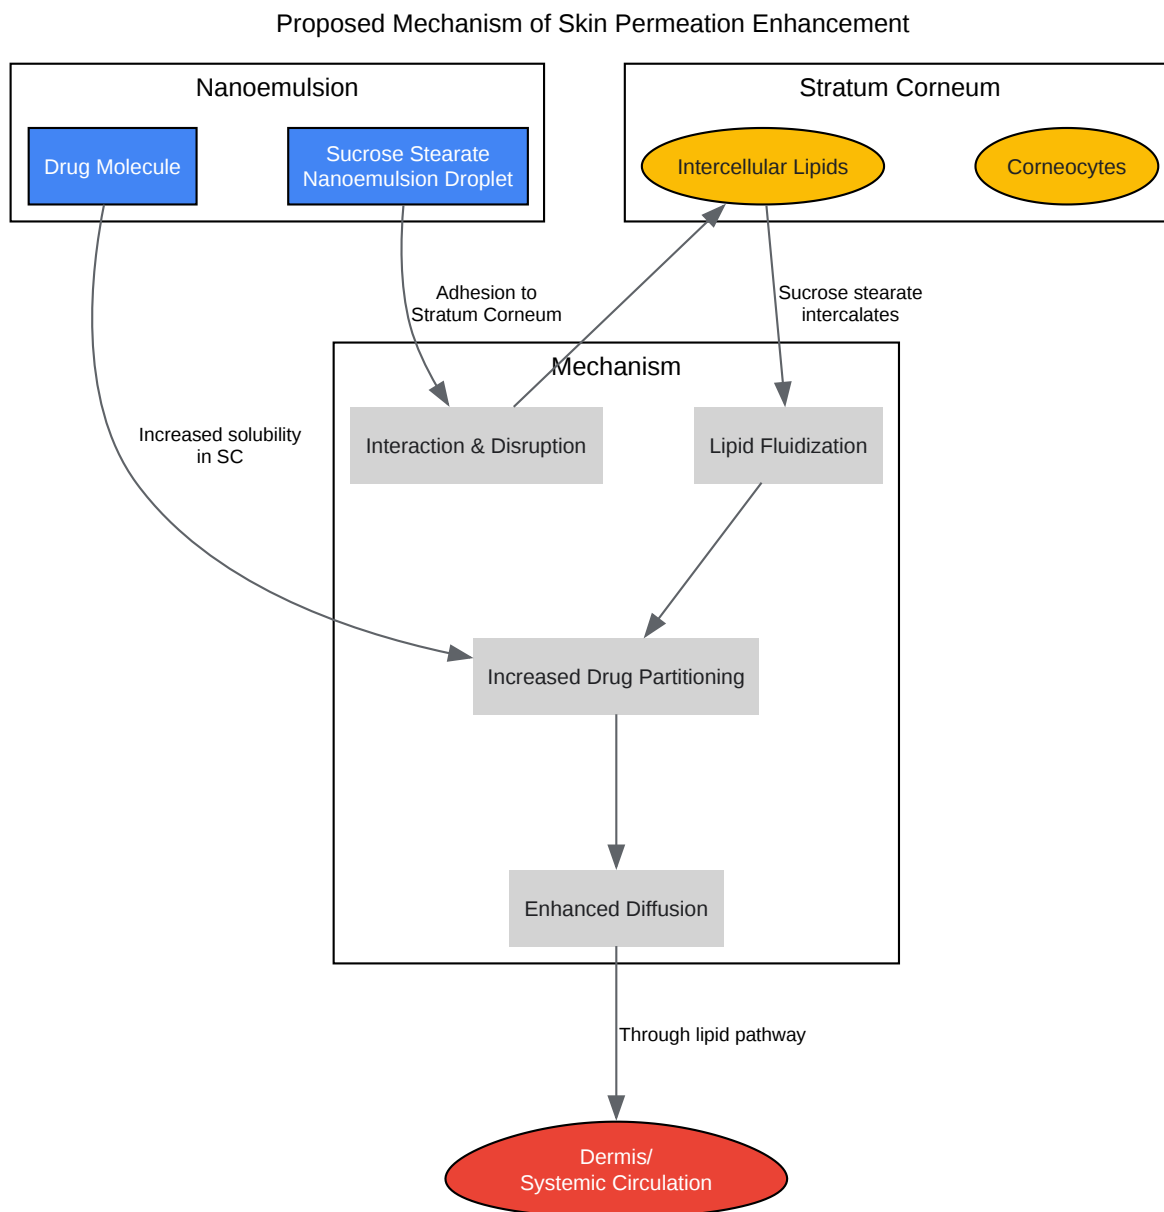 Proposed Mechanism of Skin Permeation Enhancement
Nanoemulsion
Stratum Corneum
Drug Molecule
Sucrose Stearate
Nanoemulsion Droplet
Intercellular Lipids
Corneocytes
Adhesion to
Stratum Corneum
Sucrose stearate
intercalates
Mechanism
Increased solubility
in SC
Interaction & Disruption
Lipid Fluidization
Increased Drug Partitioning
Enhanced Diffusion
Through lipid pathway
Dermis/
Systemic Circulation